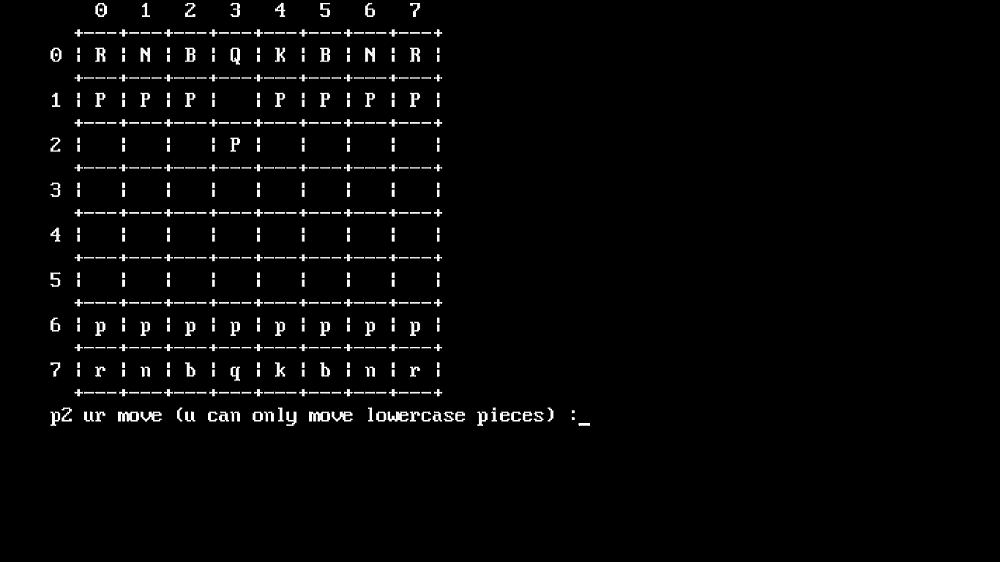 0 1 2 3 4 5 6 7
+---+---+---+---+---+---+---+---+
0 ¦ R ¦ N ¦ B ¦ Q ¦ K ¦ B ¦ N ¦ R ¦
+---+---+---+---+---+---+---+---+
1 ¦ P ¦ P ¦ P ¦   ¦ P ¦ P ¦ P ¦ P ¦
+---+---+---+---+---+---+---+---+
2 ¦   ¦   ¦   ¦ P ¦   ¦   ¦   ¦   ¦
+---+---+---+---+---+---+---+---+
3 ¦   ¦   ¦   ¦   ¦   ¦   ¦   ¦   ¦
+---+---+---+---+---+---+---+---+
4 ¦   ¦   ¦   ¦   ¦   ¦   ¦   ¦   ¦
+---+---+---+---+---+---+---+---+
5 ¦   ¦   ¦   ¦   ¦   ¦   ¦   ¦   ¦
+---+---+---+---+---+---+---+---+
6 ¦ p ¦ p ¦ p ¦ p ¦ p ¦ p ¦ p ¦ p ¦
+---+---+---+---+---+---+---+---+
7 ¦ r ¦ n ¦ b ¦ q ¦ k ¦ b ¦ n ¦ r ¦
+---+---+---+---+---+---+---+---+
p2 ur move (u can only move lowercase pieces) :_